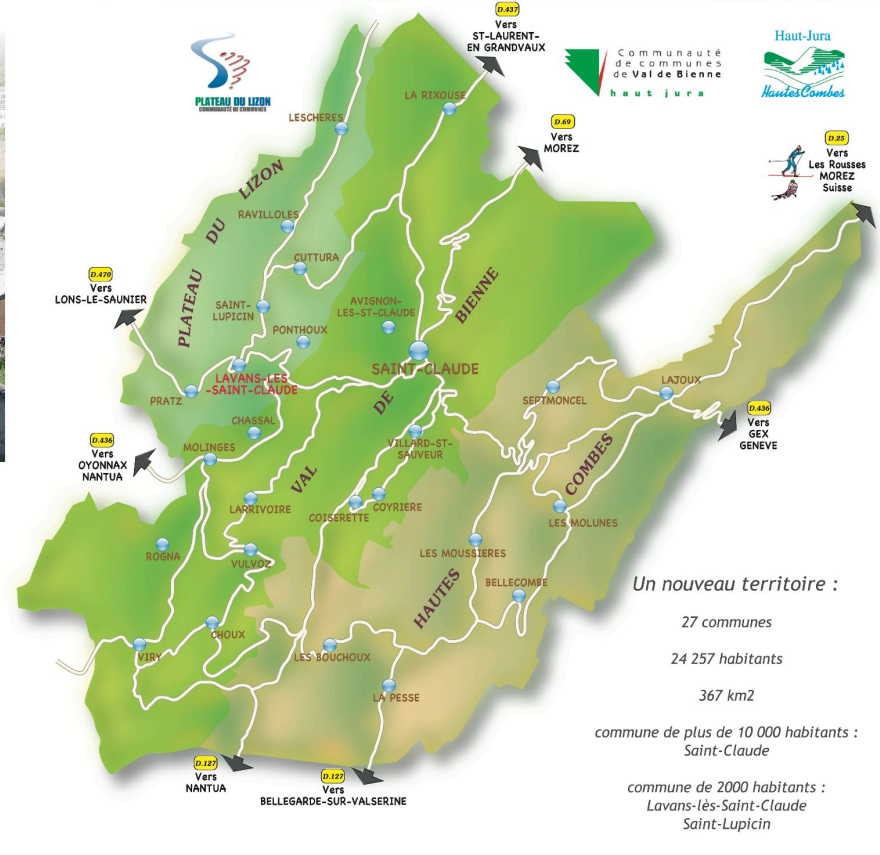 D.437
Vers
ST-LAURENT-
EN GRANDVAUX
PLATEAU DU LIZON
COMMUNAUTÉ DE COMMUNES
Communauté
de communes
de Val de Bienne
haut jura
Haut-Jura
HautesCombes
D.69
Vers
MOREZ
D.25
Vers
Les Rousses
MOREZ
Suisse
LA RIXOUSE
LESCHERES
PLATEAU DU LIZON
RAVILLOLES
CUTTURA
D.470
Vers
LONS-LE-SAUNIER
SAINT-
LUPICIN
AVIGNON-
LES-ST-CLAUDE
PONTHOUX
SAINT-CLAUDE
LAVANS-LES
-SAINT-CLAUDE
PRATZ
CHASSAL
MOLINGES
D.436
Vers
OYONNAX
NANTUA
VAL DE BIENNE
VILLARD-ST-
SAUVEUR
SEPTMONCEL
LAJOUX
D.436
Vers
GEX
GENEVE
LARRIVOIRE
COISERETTE
COYRIERE
HAUTES COMBES
LES MOLUNES
ROGNA
VULVOZ
LES MOUSSIERES
BELLECOMBE
CHOUX
VIRY
LES BOUCHOUX
LA PESSE
D.127
Vers
NANTUA
D.127
Vers
BELLEGARDE-SUR-VALSERINE
Un nouveau territoire :
27 communes
24 257 habitants
367 km2
commune de plus de 10 000 habitants :
Saint-Claude
commune de 2000 habitants :
Lavans-lès-Saint-Claude
Saint-Lupicin